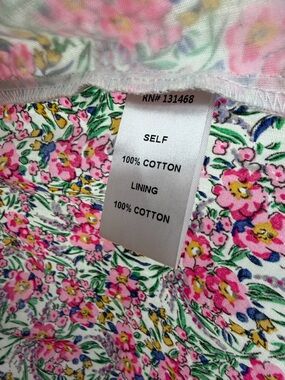 RN# 131468
SELF
100% COTTON
LINING
100% COTTON